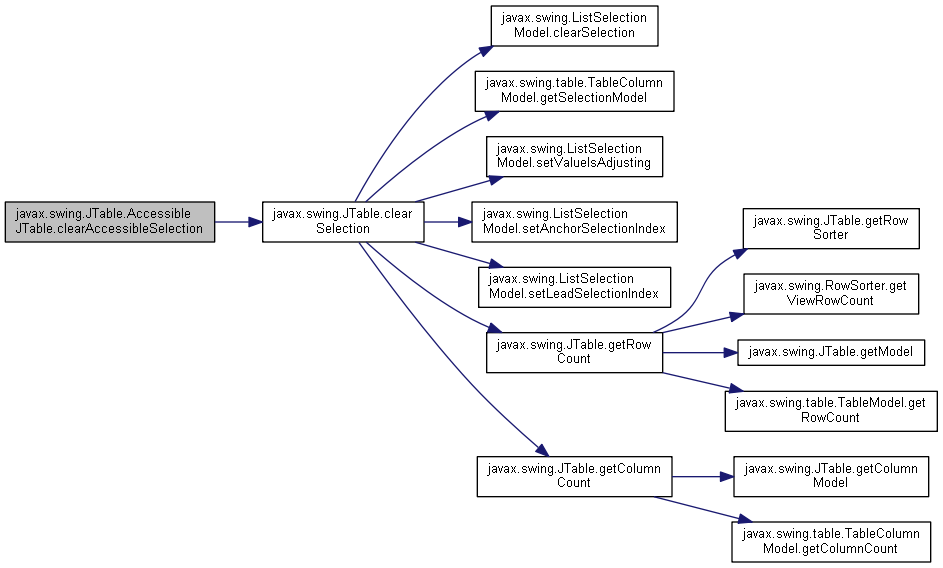 javax.swing.ListSelection
Model.clearSelection
javax.swing.table.TableColumn
Model.getSelectionModel
javax.swing.ListSelection
Model.setValueIsAdjusting
javax.swing.JTable.Accessible
JTable.clearAccessibleSelection
javax.swing.JTable.clear
Selection
javax.swing.ListSelection
Model.setAnchorSelectionIndex
javax.swing.ListSelection
Model.setLeadSelectionIndex
javax.swing.JTable.getRow
Count
javax.swing.JTable.getRow
Sorter
javax.swing.RowSorter.get
ViewRowCount
javax.swing.JTable.getModel
javax.swing.table.TableModel.get
RowCount
javax.swing.JTable.getColumn
Count
javax.swing.JTable.getColumn
Model
javax.swing.table.TableColumn
Model.getColumnCount